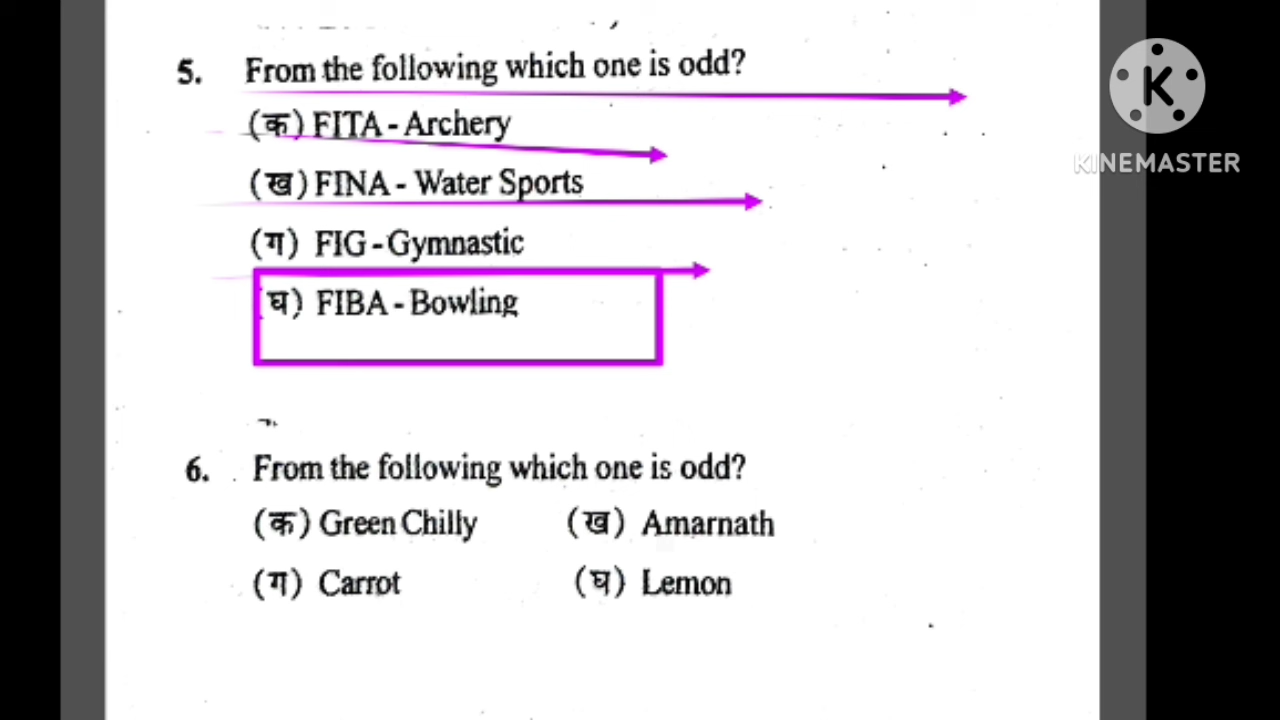 5. From the following which one is odd?
(क) FITA - Archery
(ख) FINA - Water Sports
(ग) FIG - Gymnastic
घ) FIBA - Bowling
6. From the following which one is odd?
(क) Green Chilly (ख) Amarnath
(ग) Carrot (घ) Lemon
K
KINEMASTER